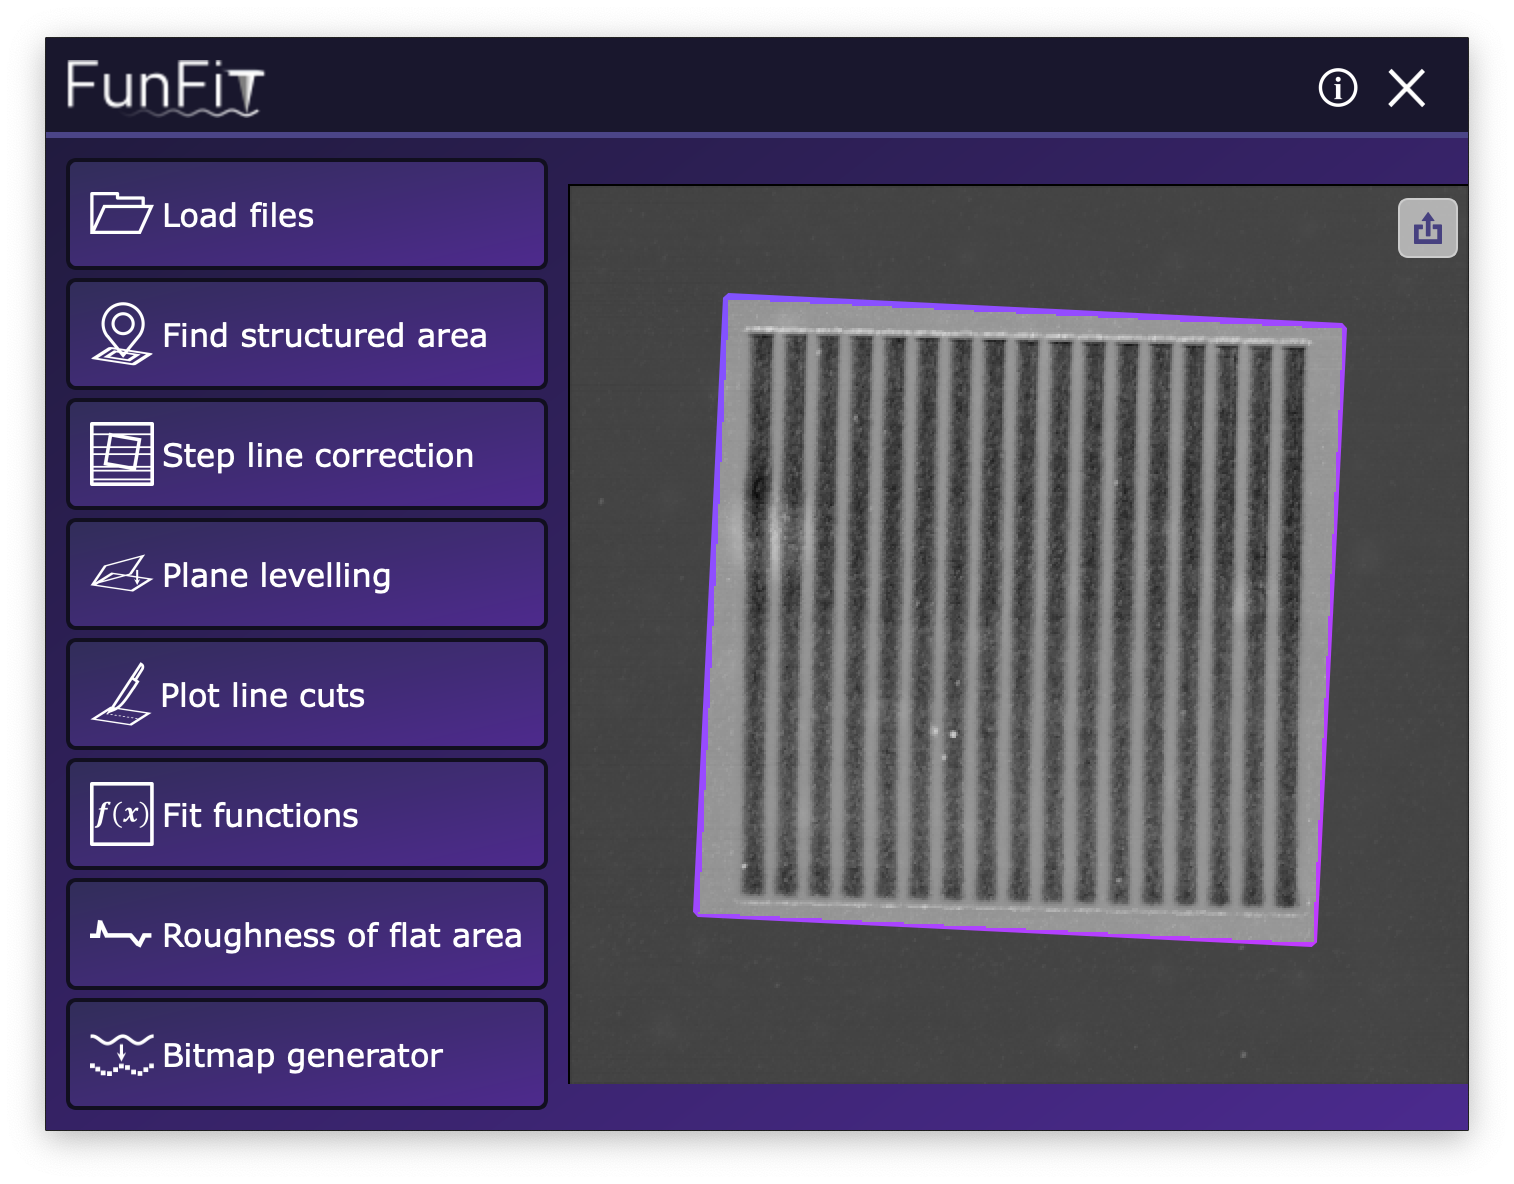 FunFiT
Load files
Find structured area
Step line correction
Plane levelling
Plot line cuts
f(x)
Fit functions
Roughness of flat area
Bitmap generator